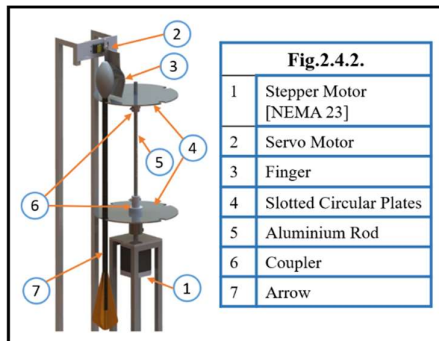 2
3
4
5
6
7
1
Fig.2.4.2.
1 Stepper Motor
[NEMA 23]
2 Servo Motor
3 Finger
4 Slotted Circular Plates
5 Aluminium Rod
6 Coupler
7 Arrow